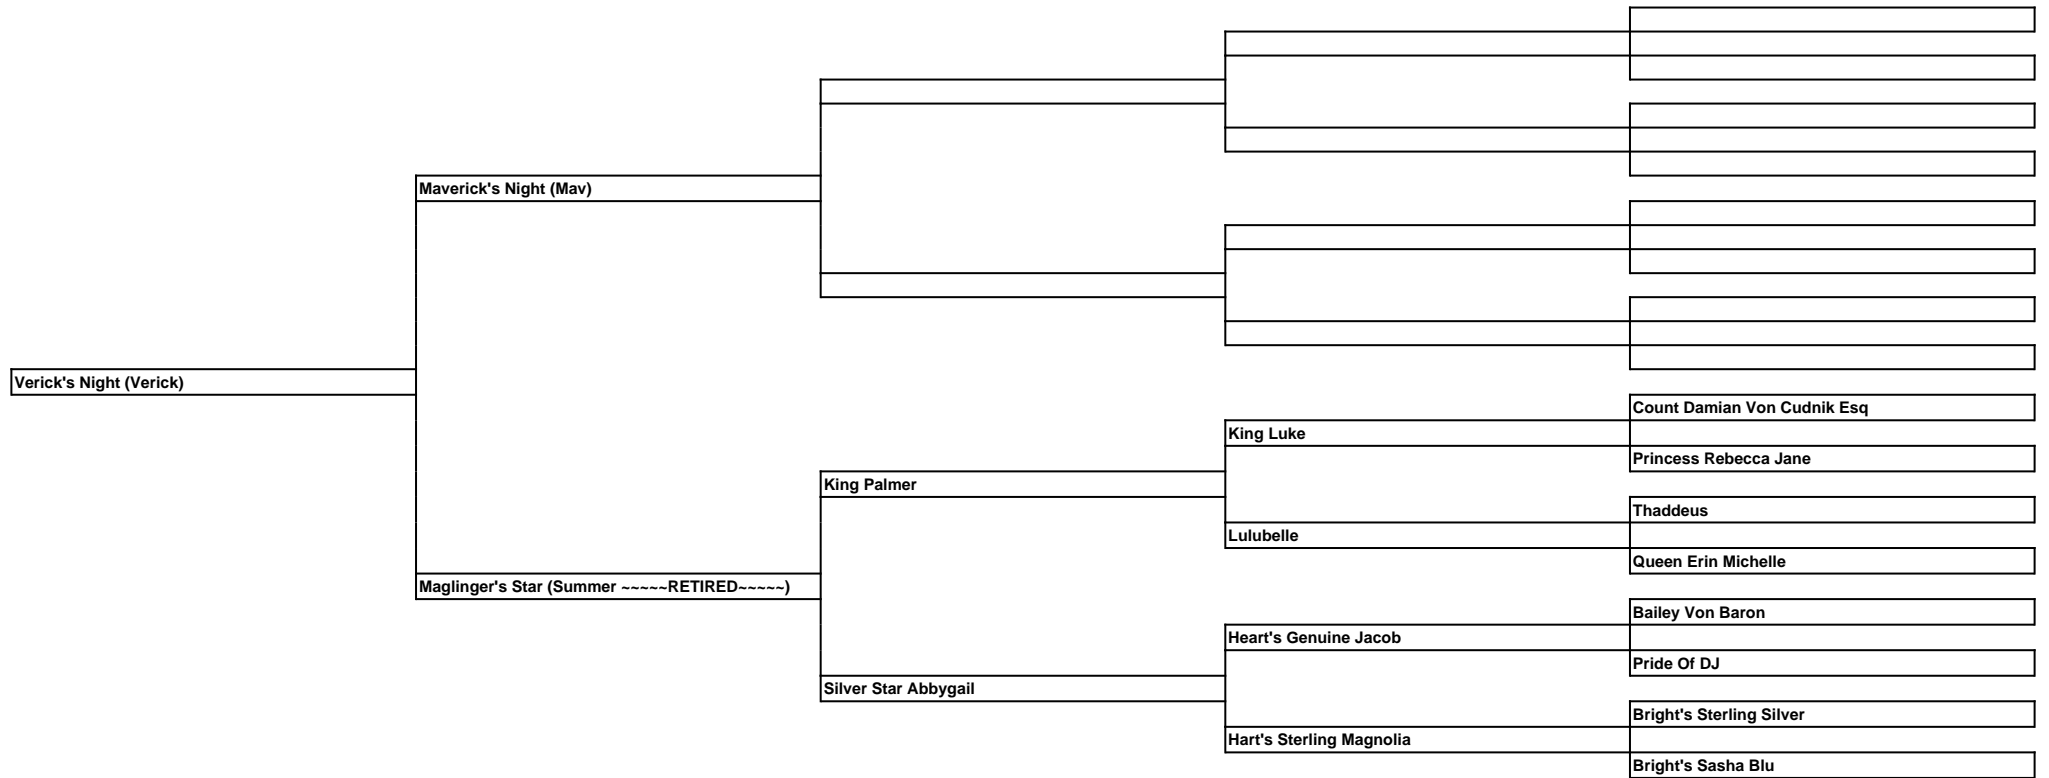 Maverick's Night (Mav)
Verick's Night (Verick)
Count Damian Von Cudnik Esq
King Luke
Princess Rebecca Jane
King Palmer
Thaddeus
Lulubelle
Queen Erin Michelle
Maglinger's Star (Summer ~~~~~RETIRED~~~~~)
Bailey Von Baron
Heart's Genuine Jacob
Pride Of DJ
Silver Star Abbygail
Bright's Sterling Silver
Hart's Sterling Magnolia
Bright's Sasha Blu